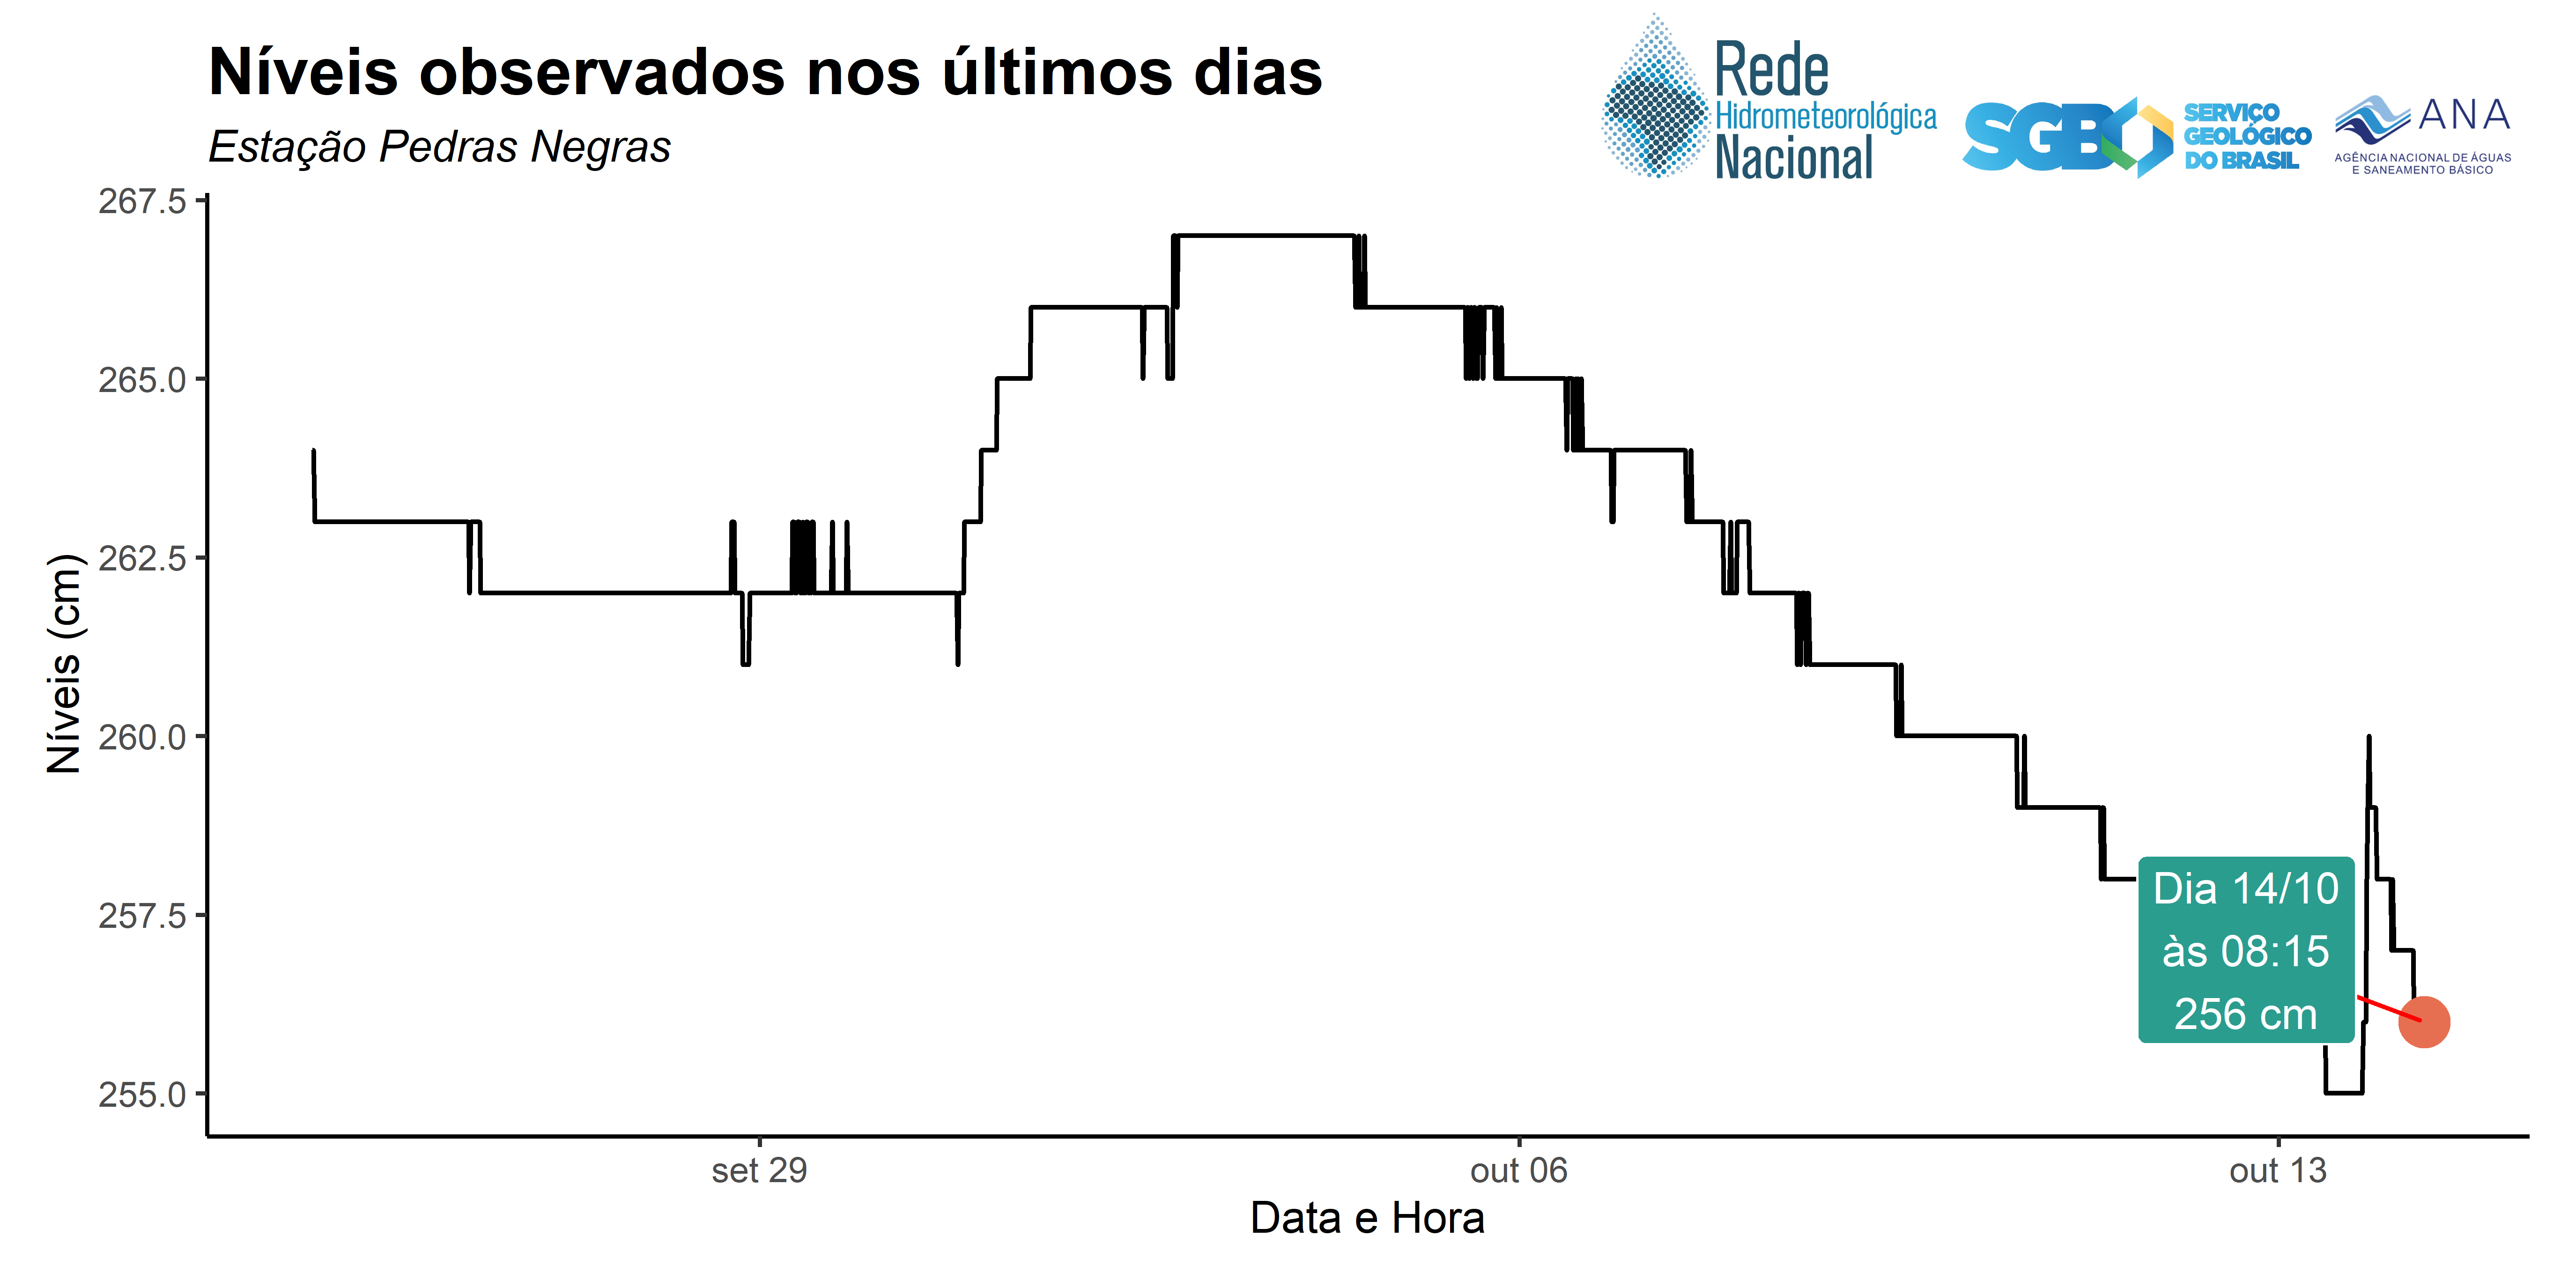 Níveis observados nos últimos dias
Estação Pedras Negras
Rede
Hidrometeorológica
Nacional
SGB
SERVIÇO
GEOLÓGICO
DO BRASIL
ANA
AGÊNCIA NACIONAL DE ÁGUAS
E SANEAMENTO BÁSICO
Níveis (cm)
267.5
265.0
262.5
260.0
257.5
255.0
Dia 14/10
às 08:15
256 cm
set 29
out 06
out 13
Data e Hora